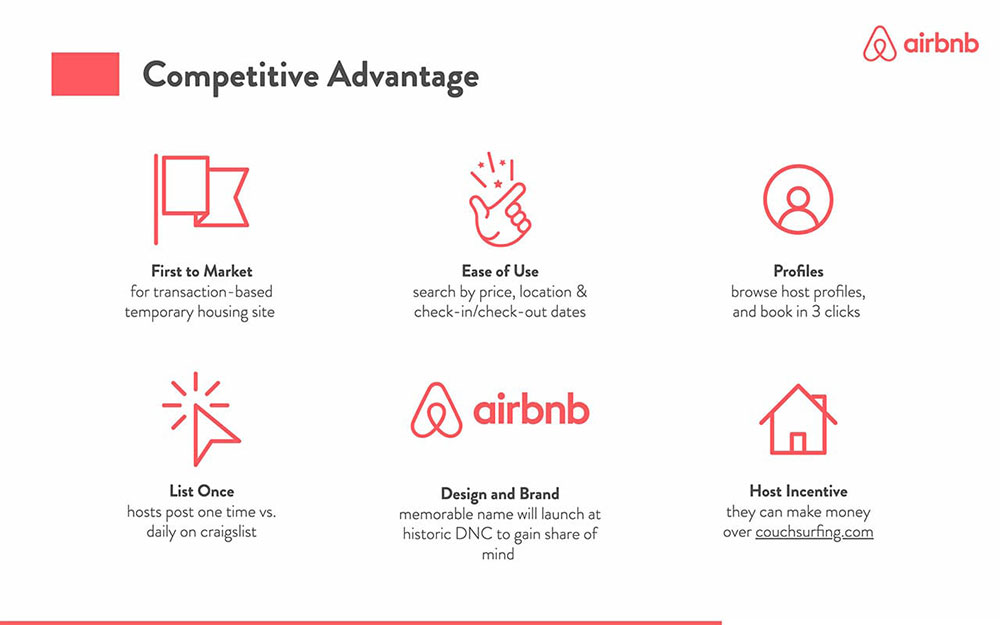 airbnb
Competitive Advantage
First to Market
for transaction-based
temporary housing site
Ease of Use
search by price, location &
check-in/check-out dates
Profiles
browse host profiles,
and book in 3 clicks
List Once
hosts post one time vs.
daily on craigslist
airbnb
Design and Brand
memorable name will launch at
historic DNC to gain share of
mind
Host Incentive
they can make money
over couchsurfing.com